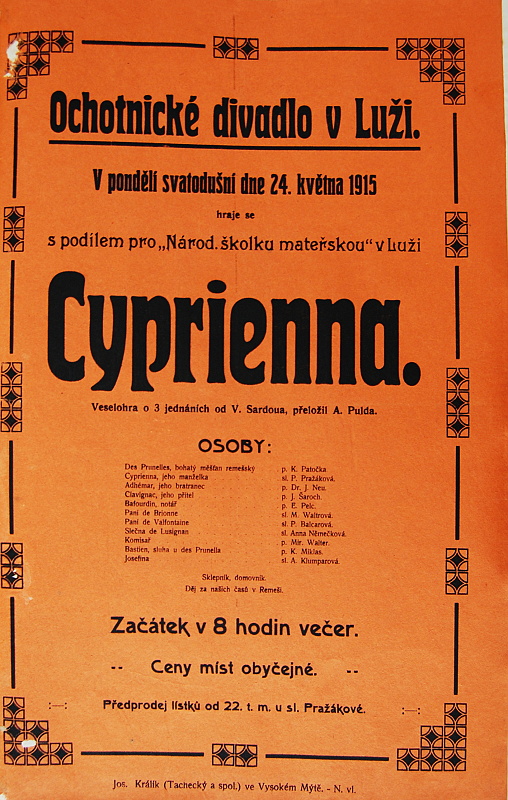 Ochotnické divadlo v Luži.
V pondělí svatodušní dne 24. května 1915
hraje se
s podílem pro „Národ. školku mateřskou" v Luži
Cyprienna.
Veselohra o 3 jednáních od V. Sardoua, přeložil A. Pulda.
OSOBY:
Des Prunelles, bohatý měšťan remešský p. K. Patočka
Cyprienna, jeho manželka sl. P. Pražáková.
Adhémar, jeho bratranec p. Dr. J. Neu.
Clavignac, jeho přítel p. J. Šaroch.
Bafourdin, notář p. E. Pelc.
Paní de Brionne sl. M. Waltrová.
Paní de Valfontaine sl. P. Balcarová.
Slečna de Lusignan sl. Anna Němečková.
Komisař p. Mir. Walter.
Bastien, sluha u des Prunella p. K. Miklas.
Josefina sl. A. Klumparová.
Sklepník, domovník.
Děj za našich časů v Remeši.
Začátek v 8 hodin večer.
-- Ceny míst obyčejné. --
:—: Předprodej lístků od 22. t. m. u sl. Pražákové. :—:
Jos. Králík (Tachecký a spol.) ve Vysokém Mýtě. - N. vl.